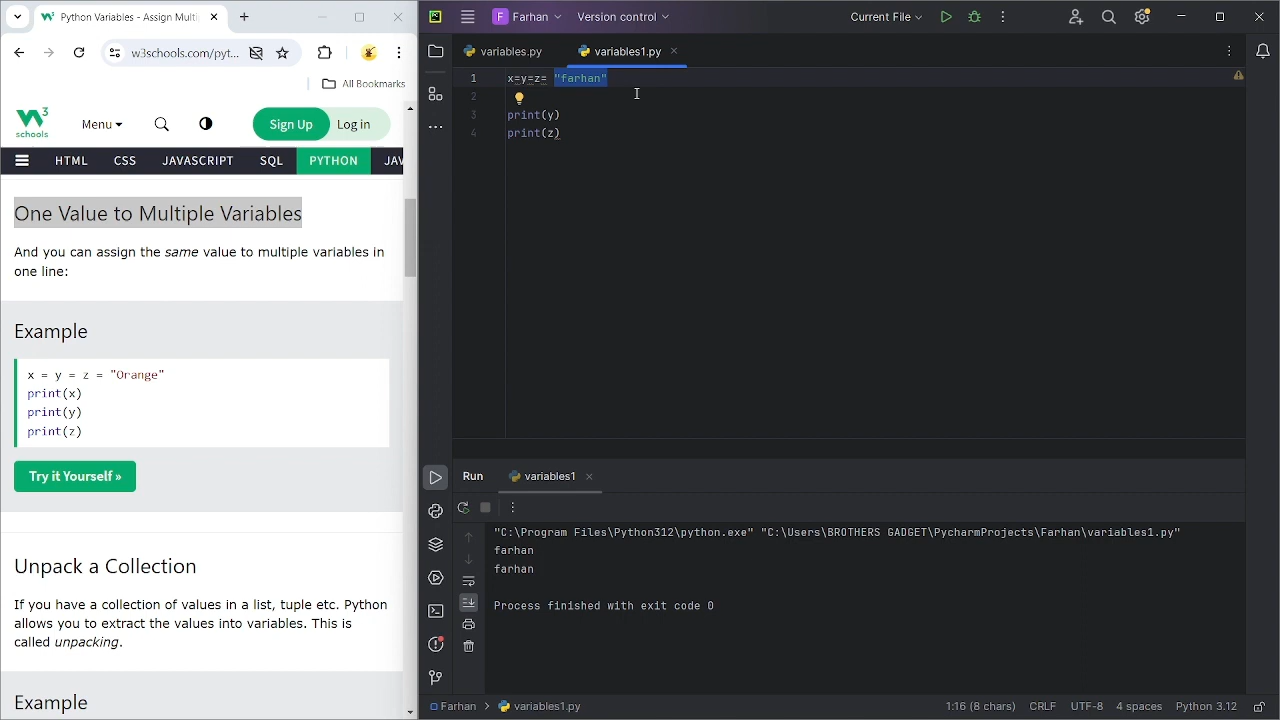 Python Variables - Assign Mult
w3schools.com/pyt...
All Bookmarks
W3
schools
Menu
Sign Up
Log in
HTML CSS JAVASCRIPT SQL PYTHON JAV
One Value to Multiple Variables
And you can assign the same value to multiple variables in
one line:
Example
x = y = z = "Orange"
print(x)
print(y)
print(z)
Try it Yourself »
Unpack a Collection
If you have a collection of values in a list, tuple etc. Python
allows you to extract the values into variables. This is
called unpacking.
Example
F Farhan Version control Current File
variables.py variables1.py
1 x=y=z= "farhan"
2
3 print(y)
4 print(z)
Run variables1
"C:\Program Files\Python312\python.exe" "C:\Users\BROTHERS GADGET\PycharmProjects\Farhan\variables1.py"
farhan
farhan
Process finished with exit code 0
Farhan > variables1.py 1:16 (8 chars) CRLF UTF-8 4 spaces Python 3.12